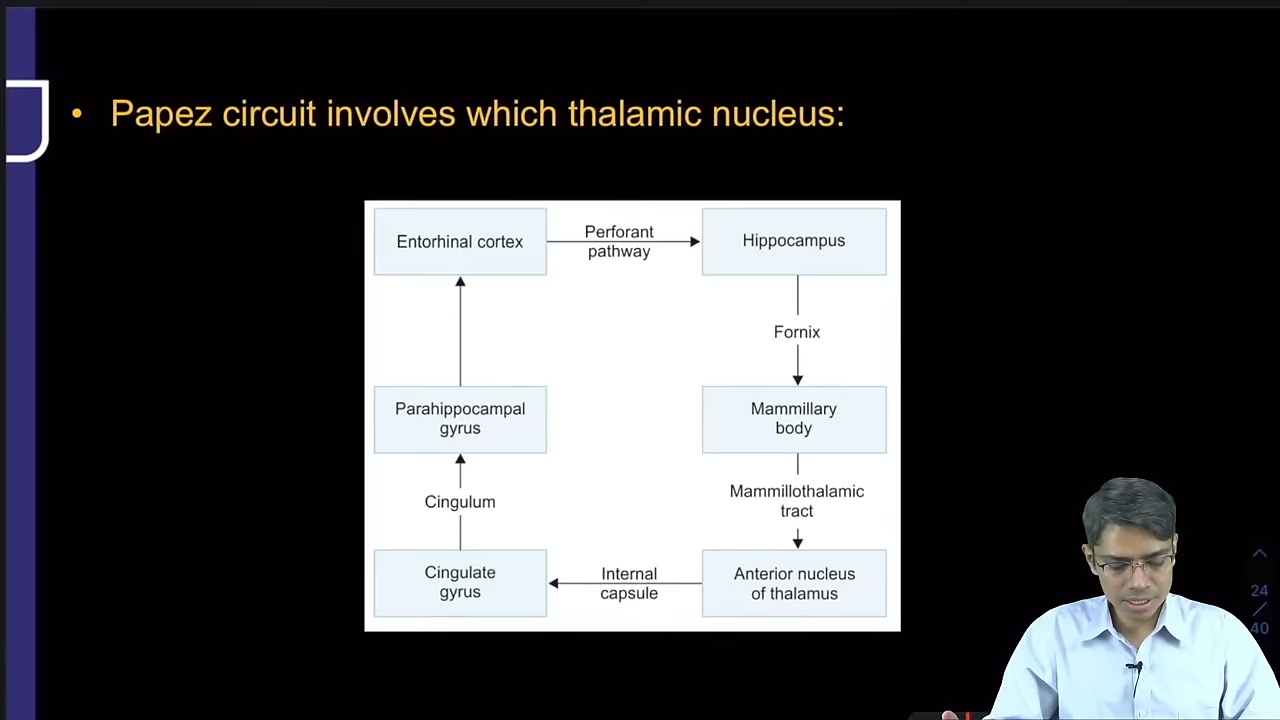 • Papez circuit involves which thalamic nucleus:
Entorhinal cortex
Perforant
pathway
Hippocampus
Fornix
Parahippocampal
gyrus
Mammillary
body
Cingulum
Mammillothalamic
tract
Cingulate
gyrus
Internal
capsule
Anterior nucleus
of thalamus
24
/
40